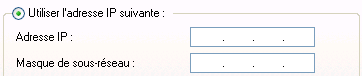 Utiliser l'adresse IP suivante :
Adresse IP :
. . .
Masque de sous-réseau :
. . .